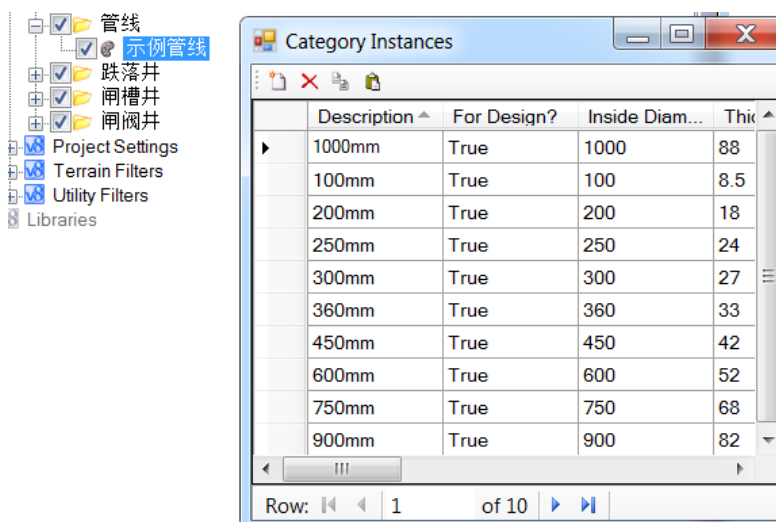 管线
示例管线
跌落井
闸槽井
闸阀井
Project Settings
Terrain Filters
Utility Filters
Libraries
Category Instances
Description For Design? Inside Diam... Thic
1000mm True 1000 88
100mm True 100 8.5
200mm True 200 18
250mm True 250 24
300mm True 300 27
360mm True 360 33
450mm True 450 42
600mm True 600 52
750mm True 750 68
900mm True 900 82
Row: 1 of 10